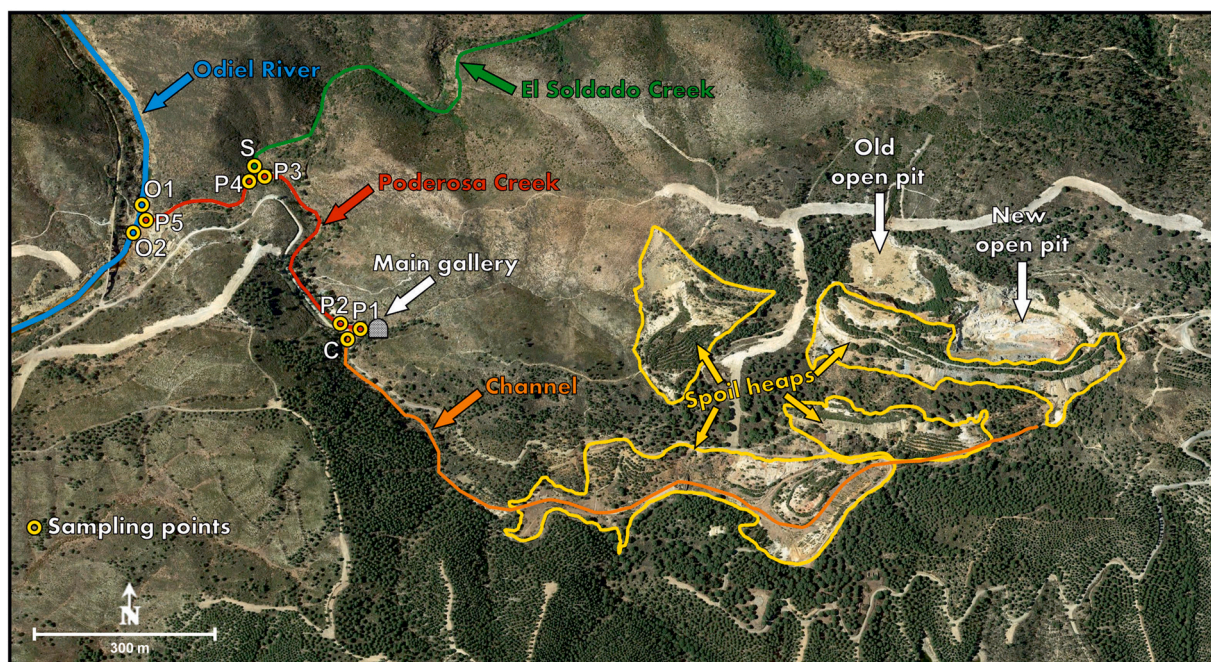 Odiel River
El Soldado Creek
Old
open pit
S
P3
P4
Poderosa Creek
O1
P5
O2
New
open pit
Main gallery
P2
P1
C
Channel
Spoil heaps
Sampling points
N
300 m